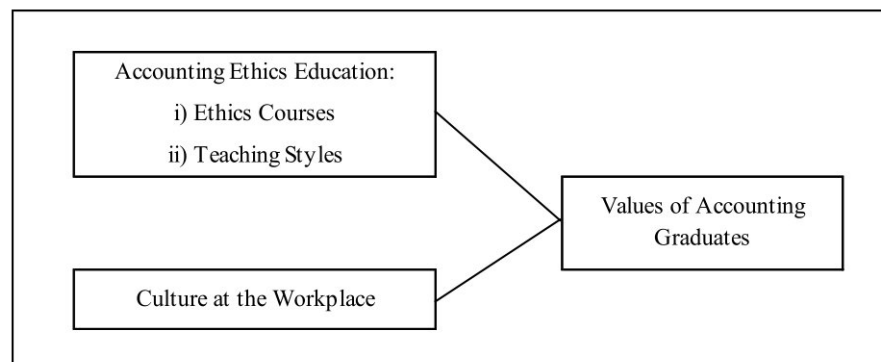 Accounting Ethics Education:
i) Ethics Courses
ii) Teaching Styles
Values of Accounting
Graduates
Culture at the Workplace